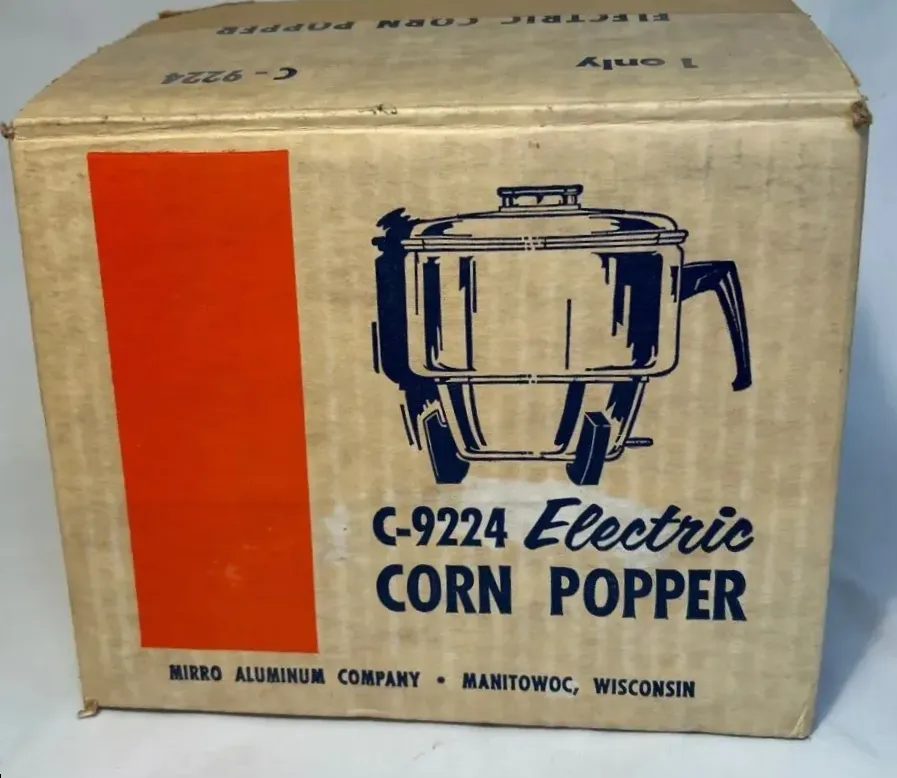 ELECTRIC CORN POPPER
1 only C-9224
C-9224 Electric
CORN POPPER
MIRRO ALUMINUM COMPANY • MANITOWOC, WISCONSIN